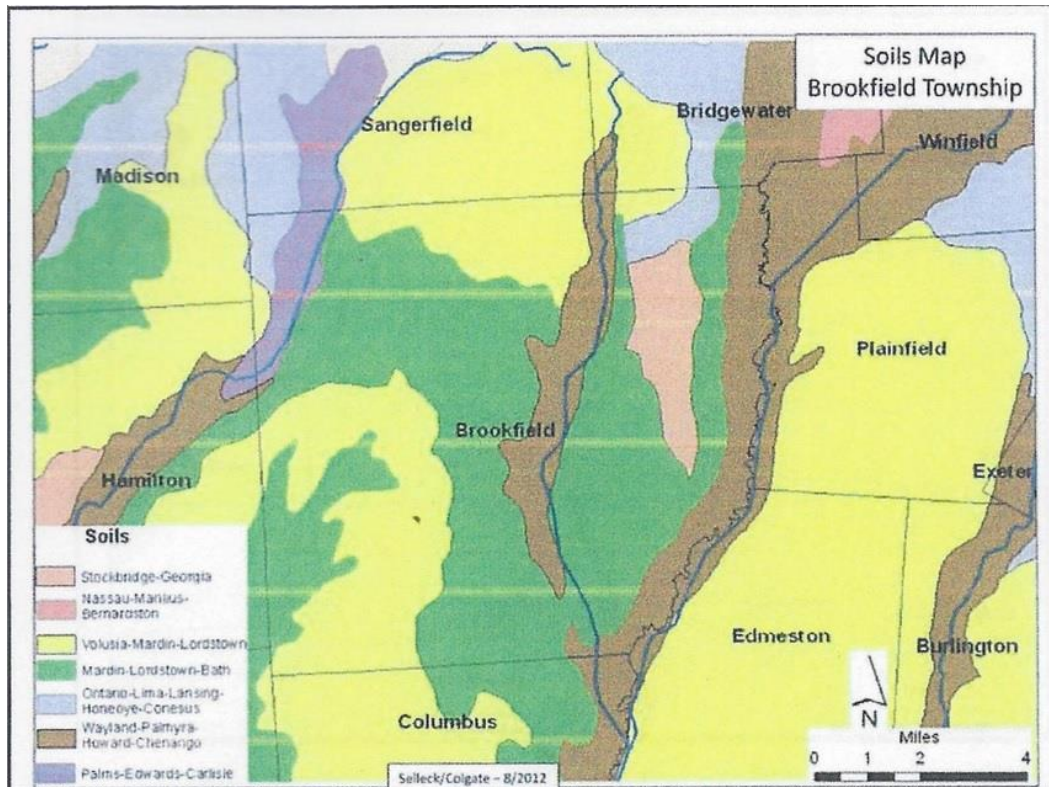 Soils Map
Brookfield Township
Bridgewater
Sangerfield
Winfield
Madison
Plainfield
Brookfield
Exeter
Hamilton
Soils
Stockbridge-Georgia
Nassau-Manlius-
Bernardston
Volusia-Mardin-Lordstown
Mardin-Lordstown-Bath
Ontario-Lima-Lansing-
Honeoye-Conesus
Wayland-Palmyra-
Howard-Chenango
Palms-Edwards-Carlisle
Edmeston
Burlington
Columbus
N
Miles
0 1 2 4
Selleck/Colgate – 8/2012